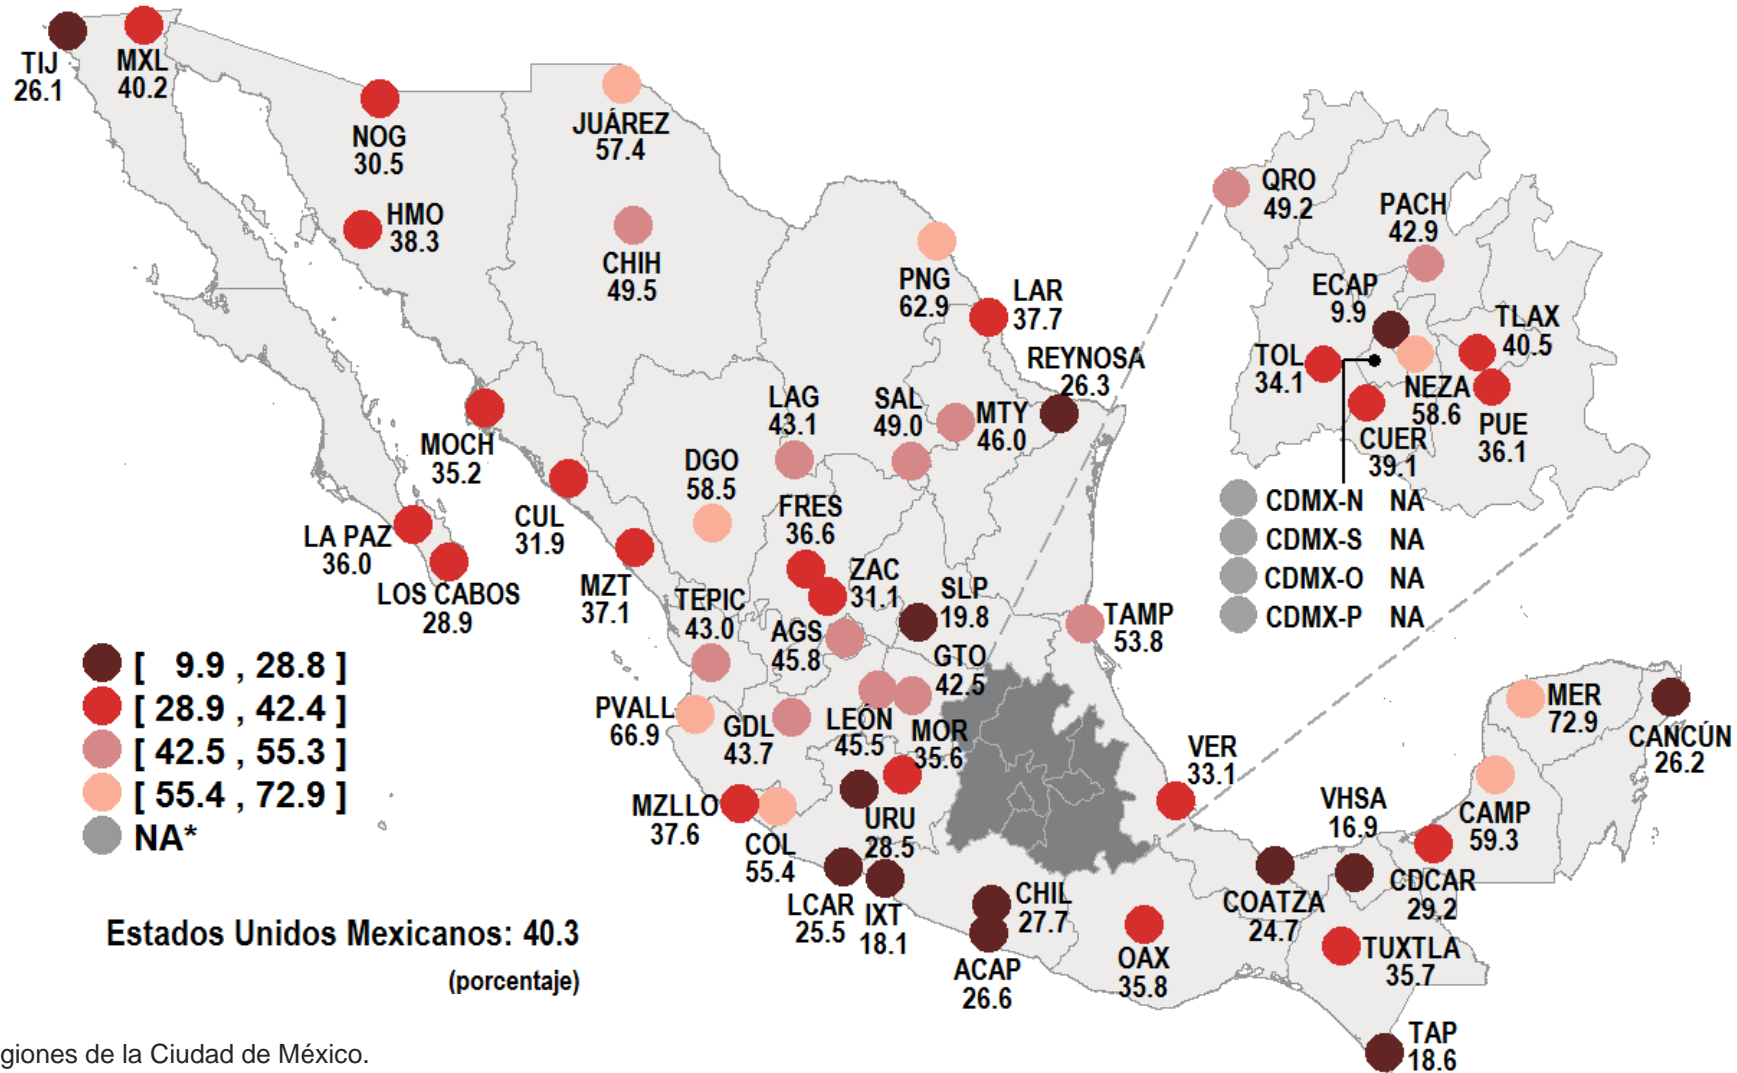 TIJ
26.1
MXL
40.2
NOG
30.5
HMO
38.3
JUÁREZ
57.4
CHIH
49.5
PNG
62.9
LAR
37.7
REYNOSA
26.3
MOCH
35.2
LAG
43.1
SAL
49.0
MTY
46.0
DGO
58.5
FRES
36.6
CUL
31.9
LA PAZ
36.0
LOS CABOS
28.9
MZT
37.1
TEPIC
43.0
ZAC
31.1
SLP
19.8
AGS
45.8
GTO
42.5
TAMP
53.8
PVALL
66.9
GDL
43.7
LEÓN
45.5
MOR
35.6
MZLLO
37.6
COL
55.4
URU
28.5
LCAR
25.5
IXT
18.1
CHIL
27.7
ACAP
26.6
OAX
35.8
VER
33.1
COATZA
24.7
VHSA
16.9
CDCAR
29.2
TUXTLA
35.7
TAP
18.6
CAMP
59.3
MER
72.9
CANCÚN
26.2
QRO
49.2
PACH
42.9
ECAP
9.9
TLAX
40.5
TOL
34.1
NEZA
58.6
PUE
36.1
CUER
39.1
CDMX-N NA
CDMX-S NA
CDMX-O NA
CDMX-P NA
[ 9.9 , 28.8 ]
[ 28.9 , 42.4 ]
[ 42.5 , 55.3 ]
[ 55.4 , 72.9 ]
NA*
Estados Unidos Mexicanos: 40.3
(porcentaje)
giones de la Ciudad de México.